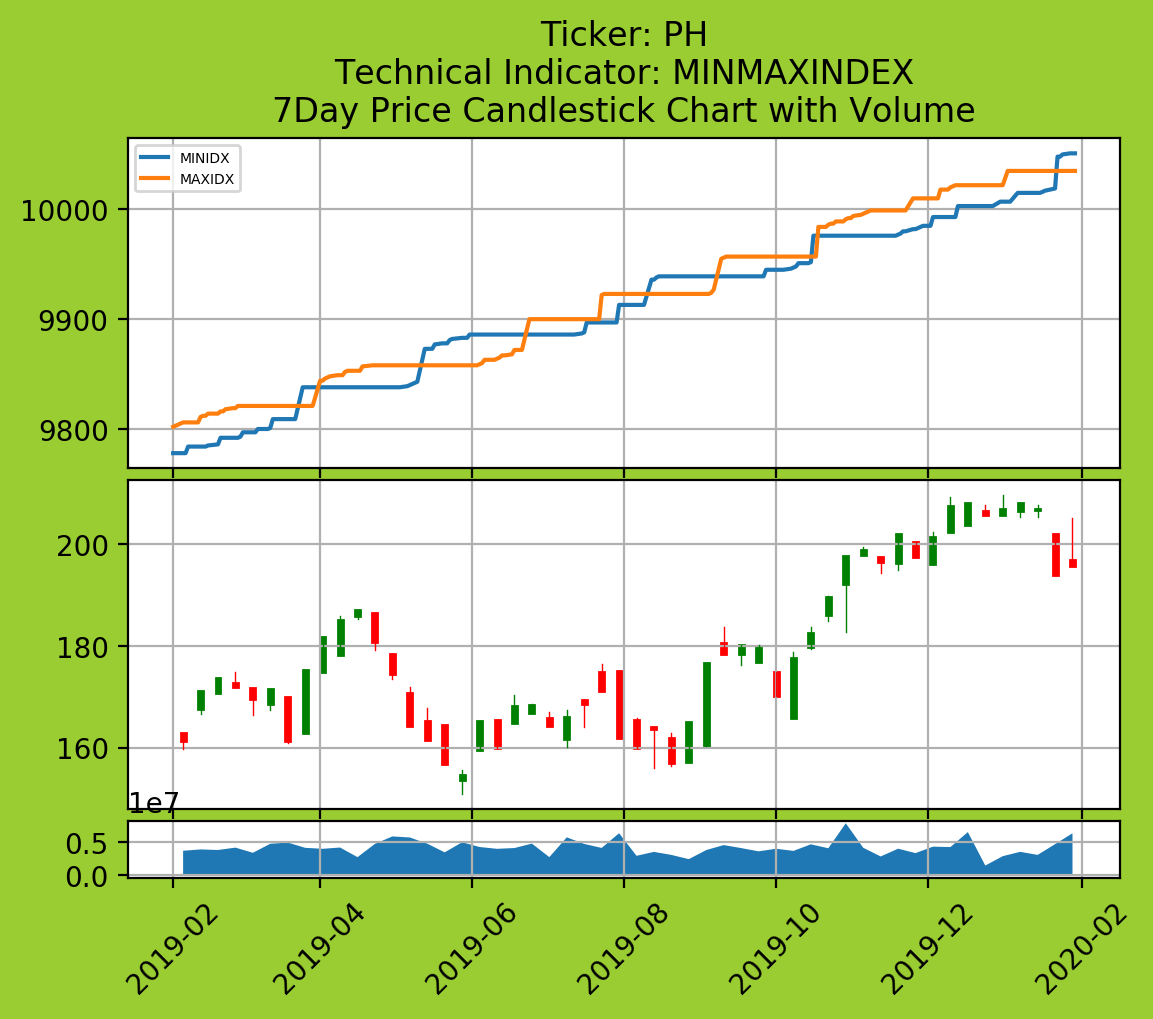 Ticker: PH
Technical Indicator: MINMAXINDEX
7Day Price Candlestick Chart with Volume
MINIDX
MAXIDX
10000
9900
9800
200
180
160
1e7
0.5
0.0
2019-02
2019-04
2019-06
2019-08
2019-10
2019-12
2020-02